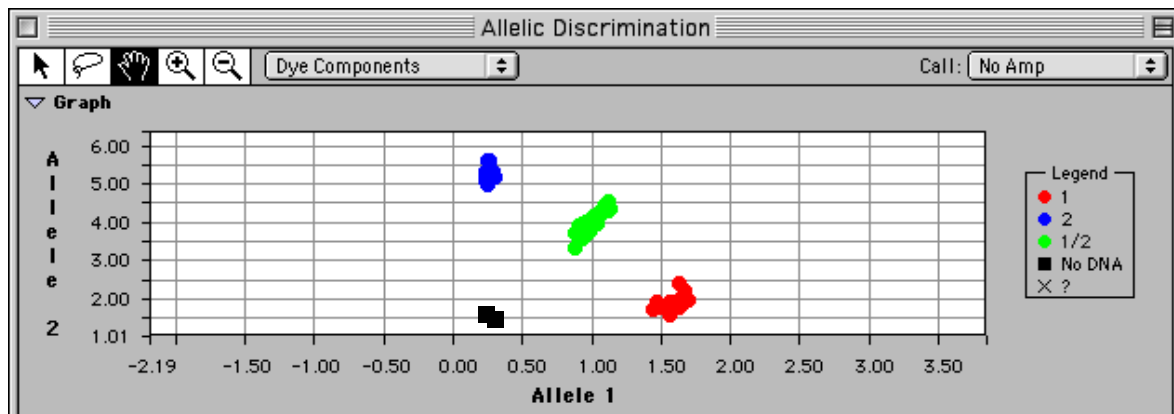 Allelic Discrimination
Dye Components
Call: No Amp
Graph
Allele 2
6.00
5.00
4.00
3.00
2.00
1.01
-2.19 -1.50 -1.00 -0.50 0.00 0.50 1.00 1.50 2.00 2.50 3.00 3.50
Allele 1
Legend
1
2
1/2
No DNA
?